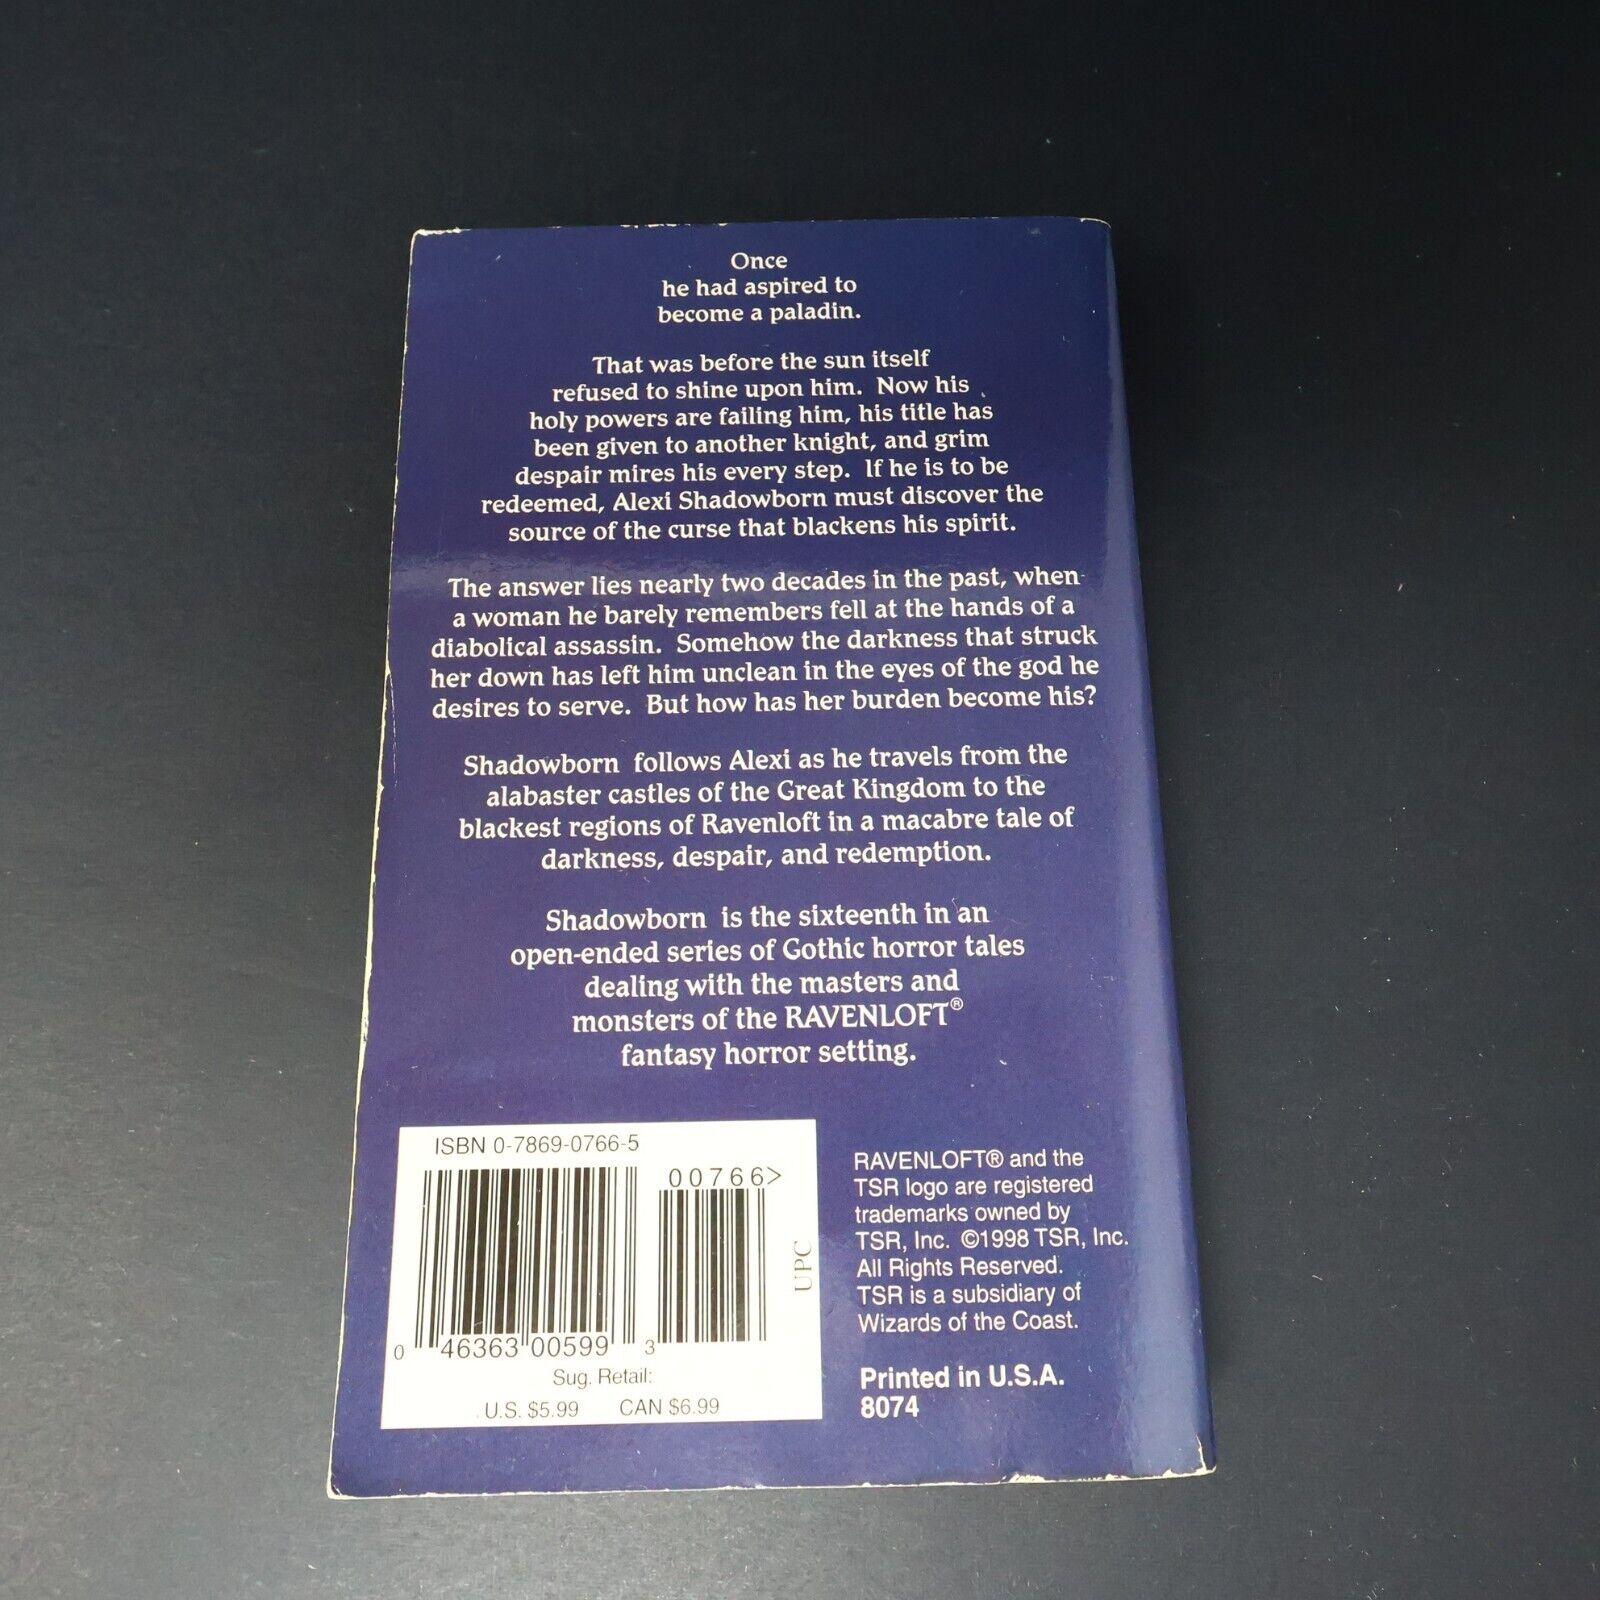 Once
he had aspired to
become a paladin.
That was before the sun itself
refused to shine upon him. Now his
holy powers are failing him, his title has
been given to another knight, and grim
despair mires his every step. If he is to be
redeemed, Alexi Shadowborn must discover the
source of the curse that blackens his spirit.
The answer lies nearly two decades in the past, when
a woman he barely remembers fell at the hands of a
diabolical assassin. Somehow the darkness that struck
her down has left him unclean in the eyes of the god he
desires to serve. But how has her burden become his?
Shadowborn follows Alexi as he travels from the
alabaster castles of the Great Kingdom to the
blackest regions of Ravenloft in a macabre tale of
darkness, despair, and redemption.
Shadowborn is the sixteenth in an
open-ended series of Gothic horror tales
dealing with the masters and
monsters of the RAVENLOFT®
fantasy horror setting.
ISBN 0-7869-0766-5
00766>
UPC
0 46363 00599 3
Sug. Retail:
U.S. $5.99 CAN $6.99
RAVENLOFT® and the
TSR logo are registered
trademarks owned by
TSR, Inc. ©1998 TSR, Inc.
All Rights Reserved.
TSR is a subsidiary of
Wizards of the Coast.
Printed in U.S.A.
8074